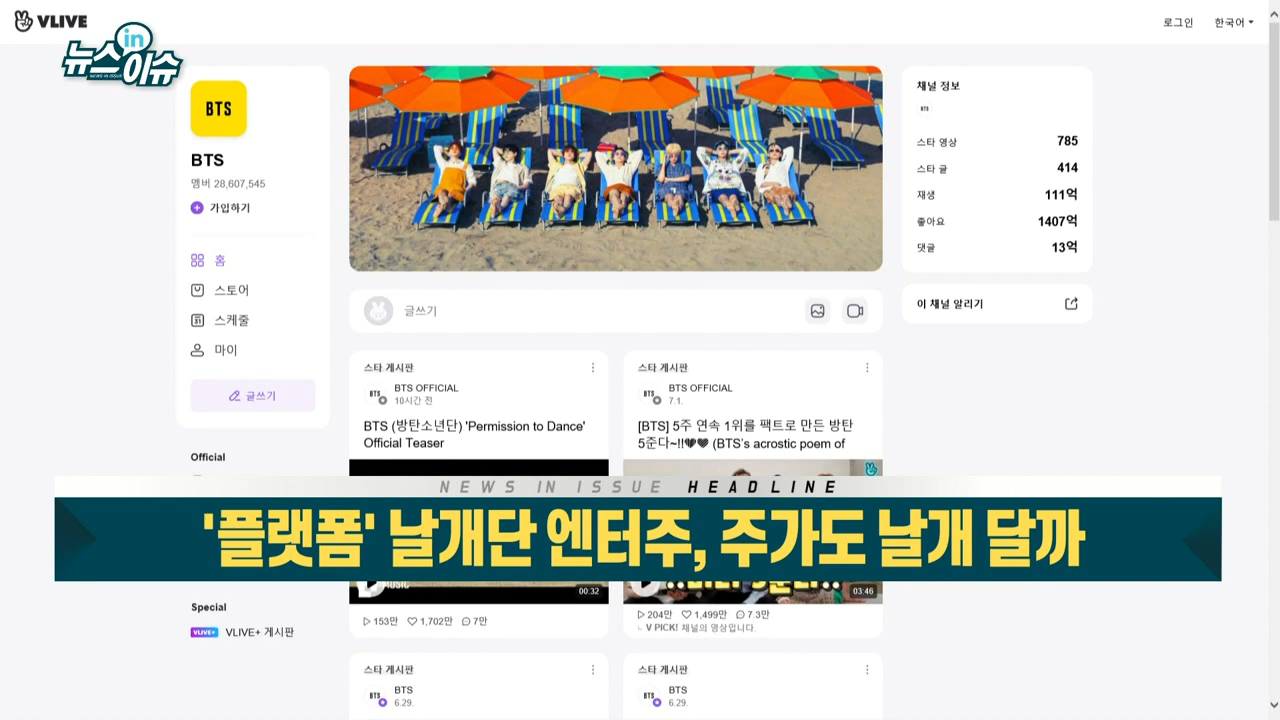 VLIVE
로그인
한국어
뉴스 in 이슈
NEWS IN ISSUE
BTS
BTS
멤버 28,607,545
가입하기
홈
스토어
스케줄
마이
글쓰기
Official
Special
VLIVE+ VLIVE+ 게시판
글쓰기
스타 게시판
BTS
BTS OFFICIAL
10시간 전
BTS (방탄소년단) 'Permission to Dance'
Official Teaser
00:32
153만 1,702만 7만
스타 게시판
BTS
BTS OFFICIAL
7.1.
[BTS] 5주 연속 1위를 팩트로 만든 방탄
5준다~!!🖤🖤 (BTS's acrostic poem of
03:46
204만 1,499만 7.3만
V PICK! 채널의 영상입니다.
스타 게시판
BTS
BTS
6.29.
스타 게시판
BTS
BTS
6.29.
채널 정보
BTS
스타 영상 785
스타 글 414
재생 111억
좋아요 1407억
댓글 13억
이 채널 알리기
NEWS IN ISSUE HEADLINE
'플랫폼' 날개단 엔터주, 주가도 날개 달까